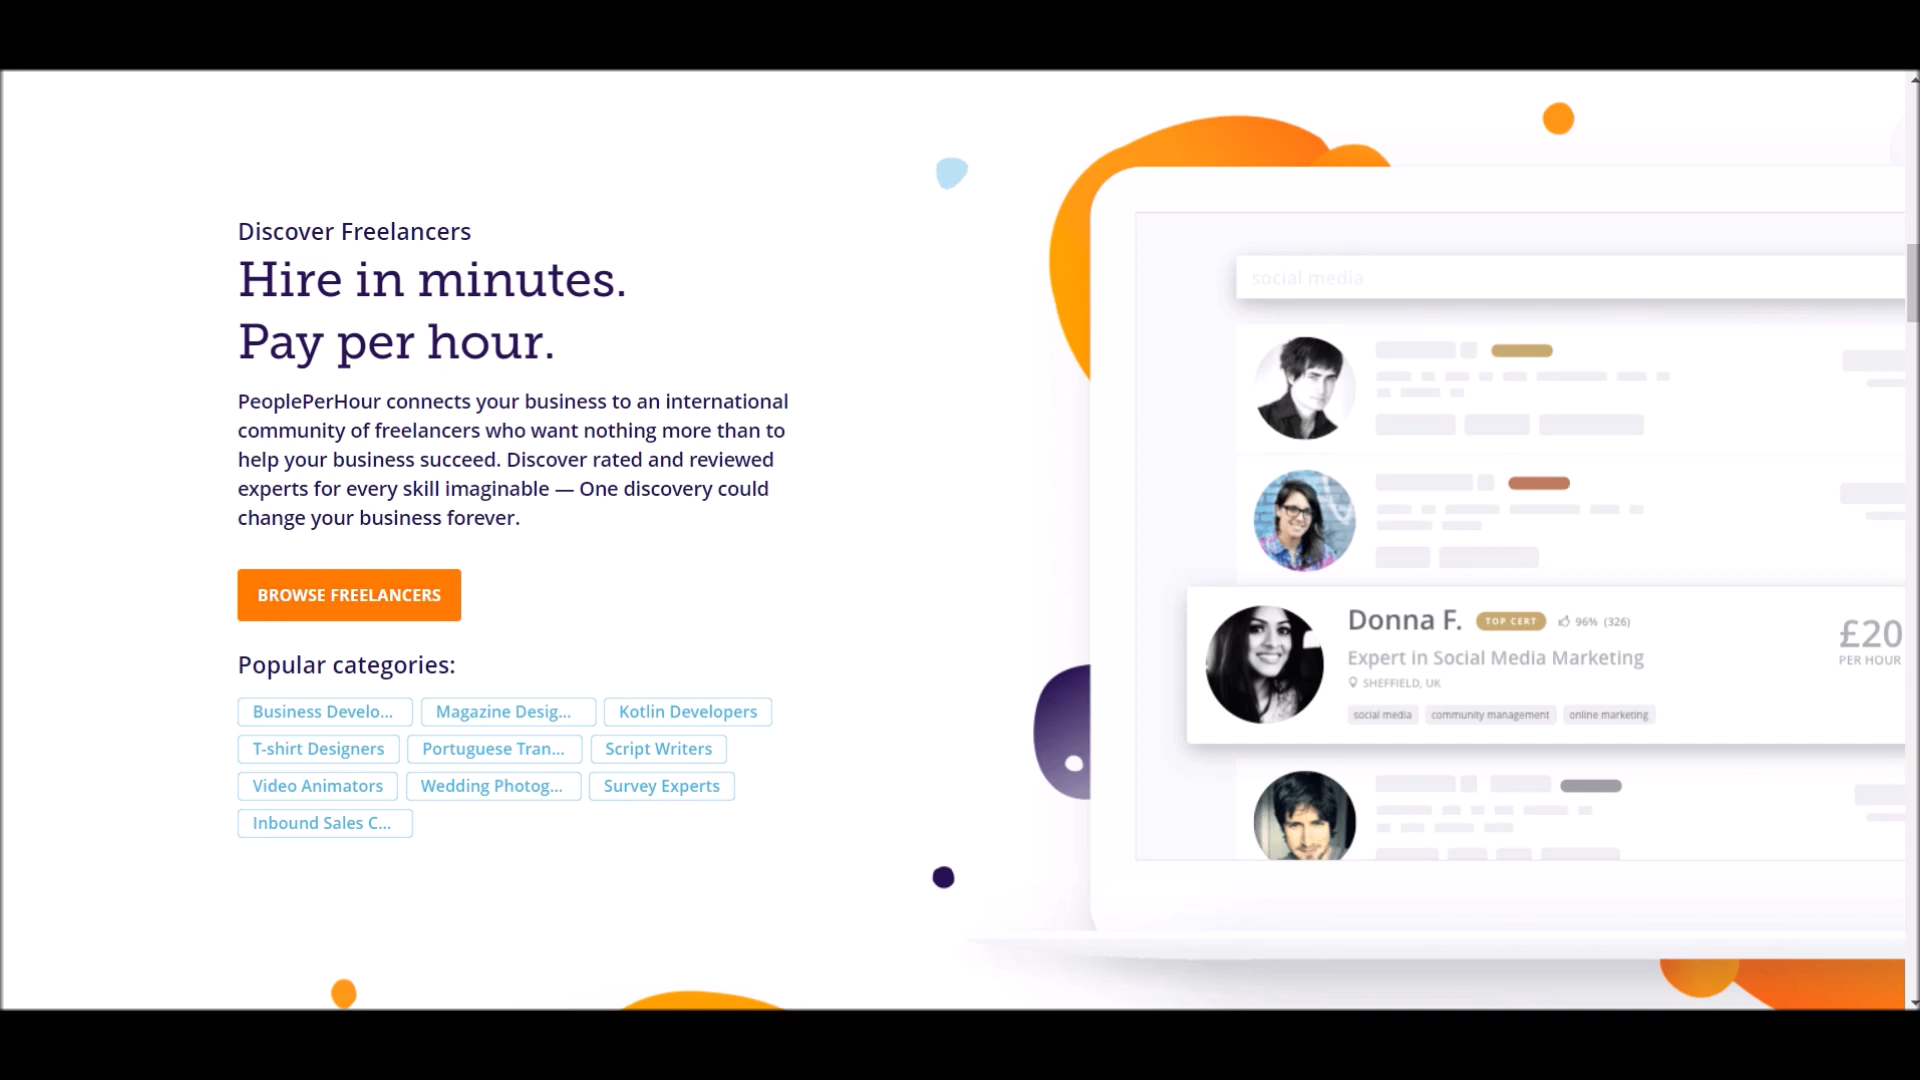 Discover Freelancers
Hire in minutes.
Pay per hour.
PeoplePerHour connects your business to an international
community of freelancers who want nothing more than to
help your business succeed. Discover rated and reviewed
experts for every skill imaginable — One discovery could
change your business forever.
BROWSE FREELANCERS
Popular categories:
Business Develo...
Magazine Desig...
Kotlin Developers
T-shirt Designers
Portuguese Tran...
Script Writers
Video Animators
Wedding Photog...
Survey Experts
Inbound Sales C...
social media
Donna F. TOP CERT 96% (326)
Expert in Social Media Marketing
SHEFFIELD, UK
social media
community management
online marketing
£20
PER HOUR